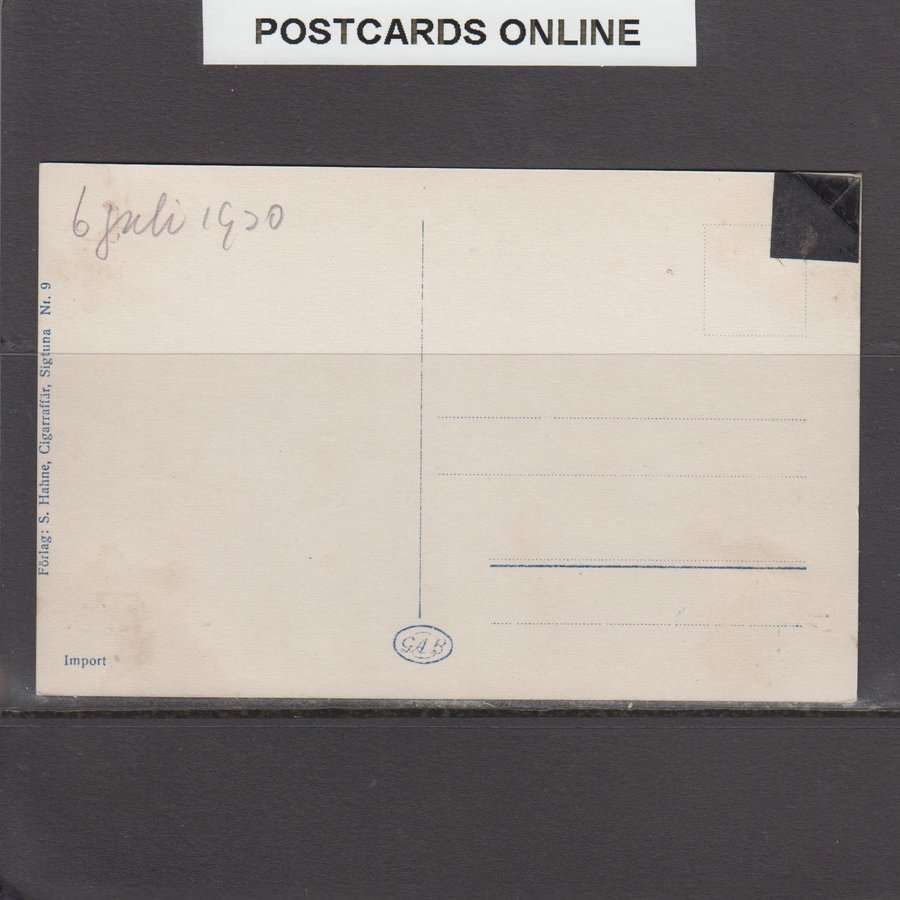 POSTCARDS ONLINE
6 juli 1920
Förlag: S. Hahne, Cigarraffär, Sigtuna Nr. 9
GAB
Import